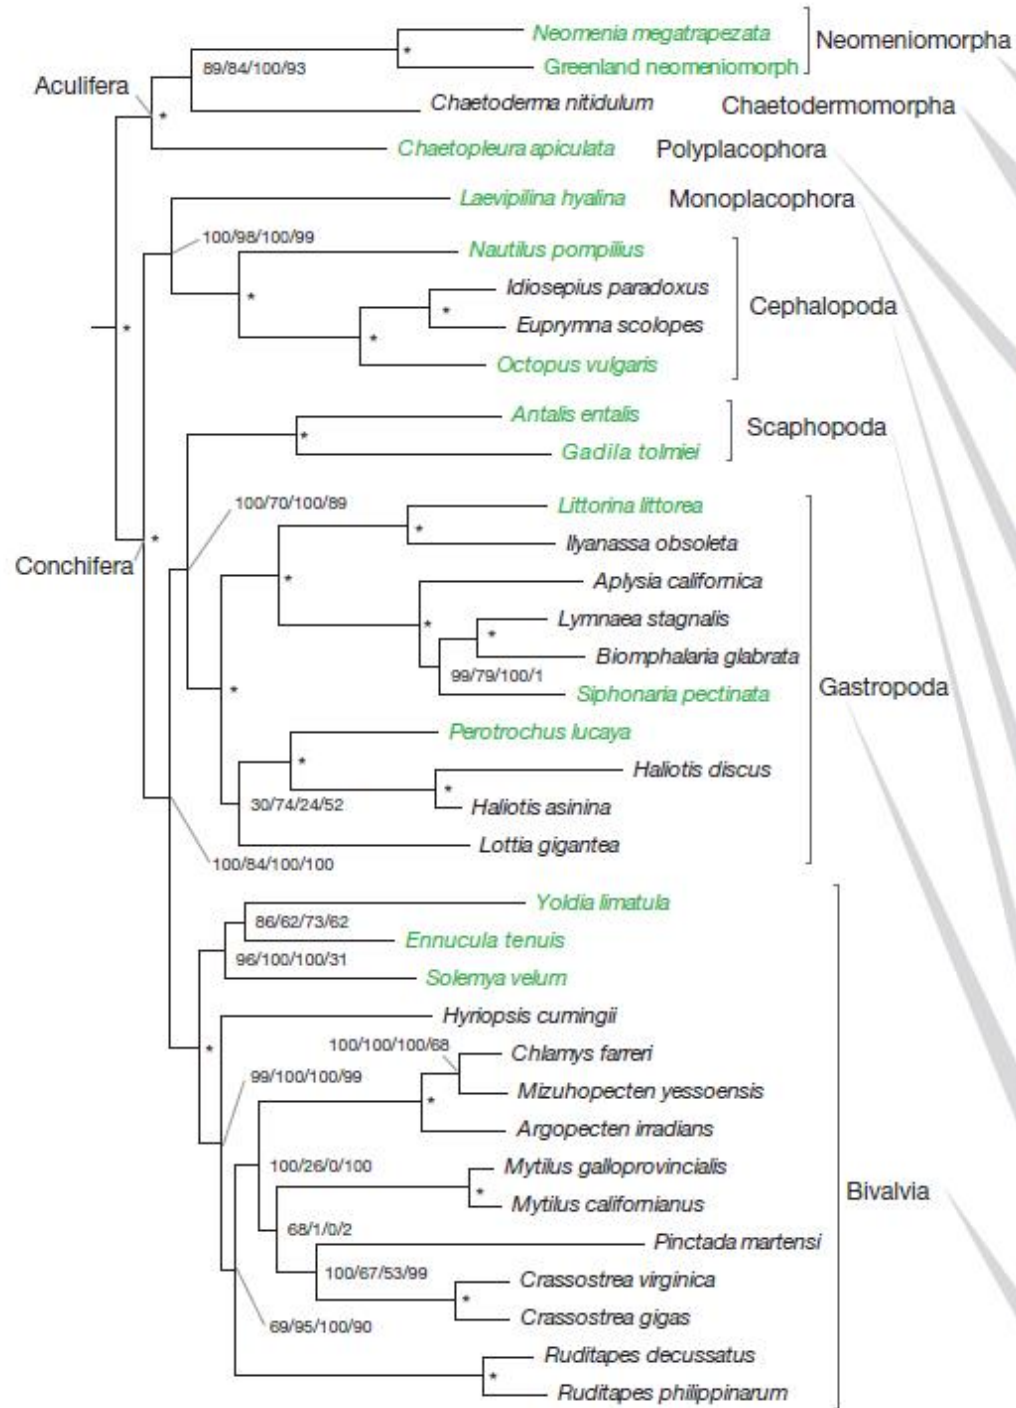 Neomenia megatrapezata
Neomeniomorpha
*
Greenland neomeniomorph
89/84/100/93
Aculifera
Chaetoderma nitidulum
Chaetodermomorpha
*
Chaetopleura apiculata
Polyplacophora
Laevipilina hyalina
Monoplacophora
100/98/100/99
Nautilus pompilius
Idiosepius paradoxus
*
*
Cephalopoda
*
Euprymna scolopes
*
Octopus vulgaris
Antalis entalis
*
Scaphopoda
Gadila tolmiei
100/70/100/89
Littorina littorea
*
Ilyanassa obsoleta
*
Conchifera
*
Aplysia californica
Lymnaea stagnalis
*
*
Biomphalaria glabrata
99/79/100/1
Gastropoda
*
Siphonaria pectinata
Perotrochus lucaya
*
Haliotis discus
*
30/74/24/52
Haliotis asinina
Lottia gigantea
100/84/100/100
Yoldia limatula
86/62/73/62
Ennucula tenuis
96/100/100/31
Solemya velum
Hyriopsis cumingii
*
100/100/100/68
Chlamys farreri
99/100/100/99
Mizuhopecten yessoensis
*
Argopecten irradians
100/26/0/100
Mytilus galloprovincialis
*
Bivalvia
Mytilus californianus
68/1/0/2
Pinctada martensi
100/67/53/99
Crassostrea virginica
*
Crassostrea gigas
69/95/100/90
Ruditapes decussatus
*
Ruditapes philippinarum